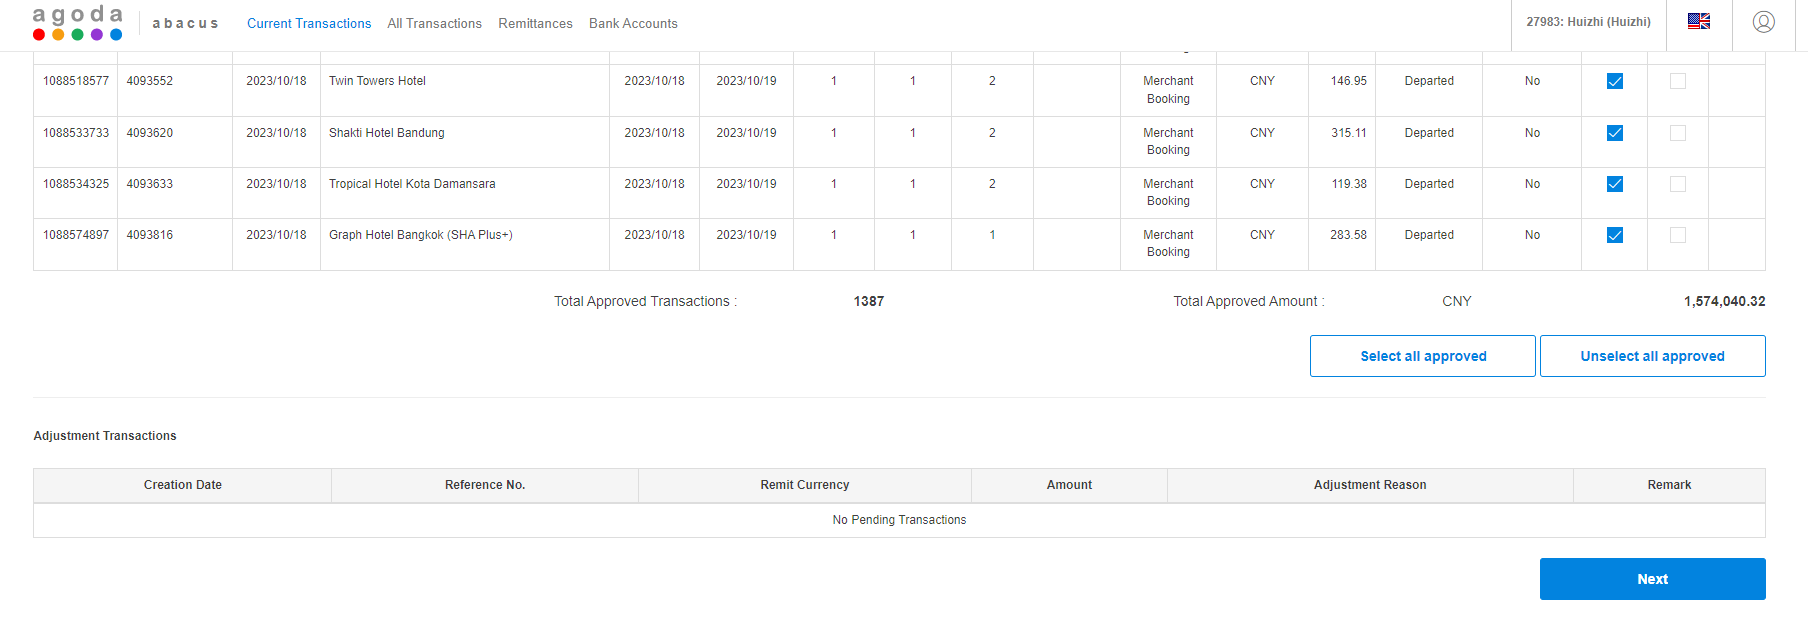 agoda abacus Current Transactions All Transactions Remittances Bank Accounts 27983: Huizhi (Huizhi)
1088518577 4093552 2023/10/18 Twin Towers Hotel 2023/10/18 2023/10/19 1 1 2 Merchant Booking CNY 146.95 Departed No
1088533733 4093620 2023/10/18 Shakti Hotel Bandung 2023/10/18 2023/10/19 1 1 2 Merchant Booking CNY 315.11 Departed No
1088534325 4093633 2023/10/18 Tropical Hotel Kota Damansara 2023/10/18 2023/10/19 1 1 2 Merchant Booking CNY 119.38 Departed No
1088574897 4093816 2023/10/18 Graph Hotel Bangkok (SHA Plus+) 2023/10/18 2023/10/19 1 1 1 Merchant Booking CNY 283.58 Departed No
Total Approved Transactions : 1387 Total Approved Amount : CNY 1,574,040.32
Select all approved Unselect all approved
Adjustment Transactions
Creation Date Reference No. Remit Currency Amount Adjustment Reason Remark
No Pending Transactions
Next